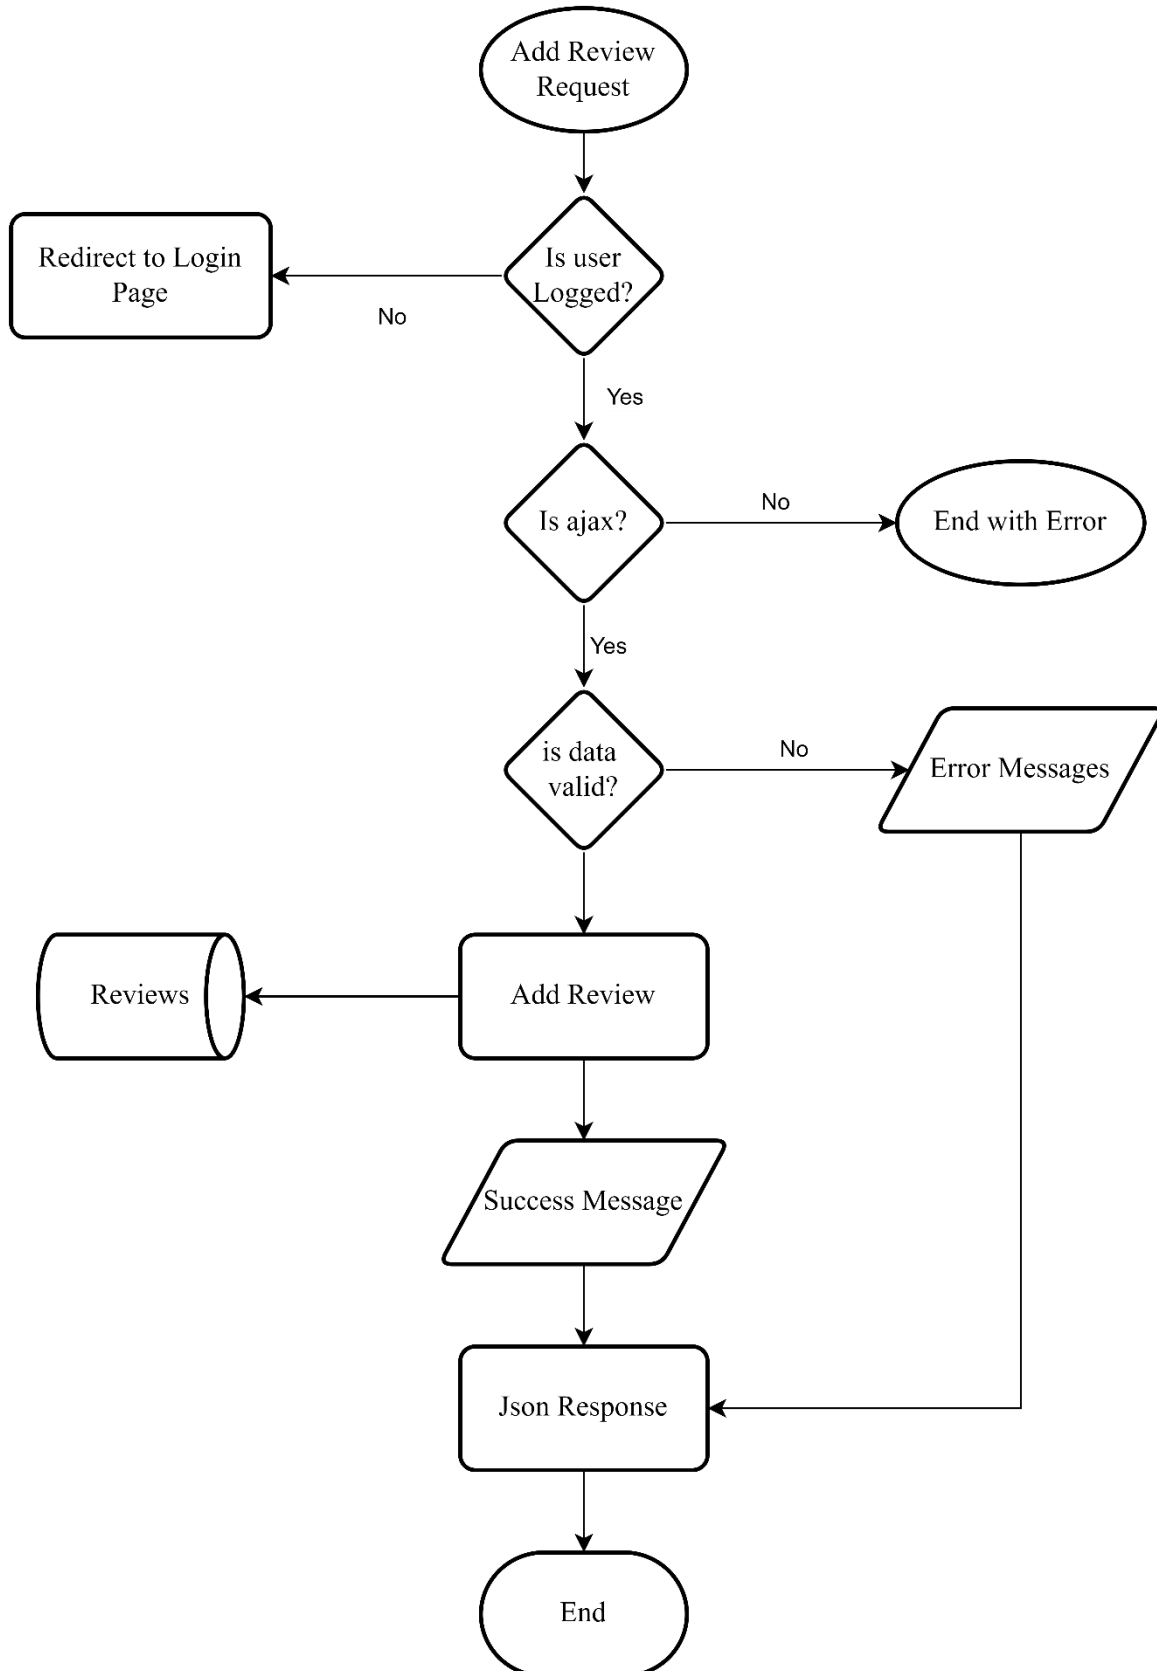 Add Review
Request
Is user
Logged?
Redirect to Login
Page
No
Yes
Is ajax?
No
End with Error
Yes
is data
valid?
No
Error Messages
Add Review
Reviews
Success Message
Json Response
End